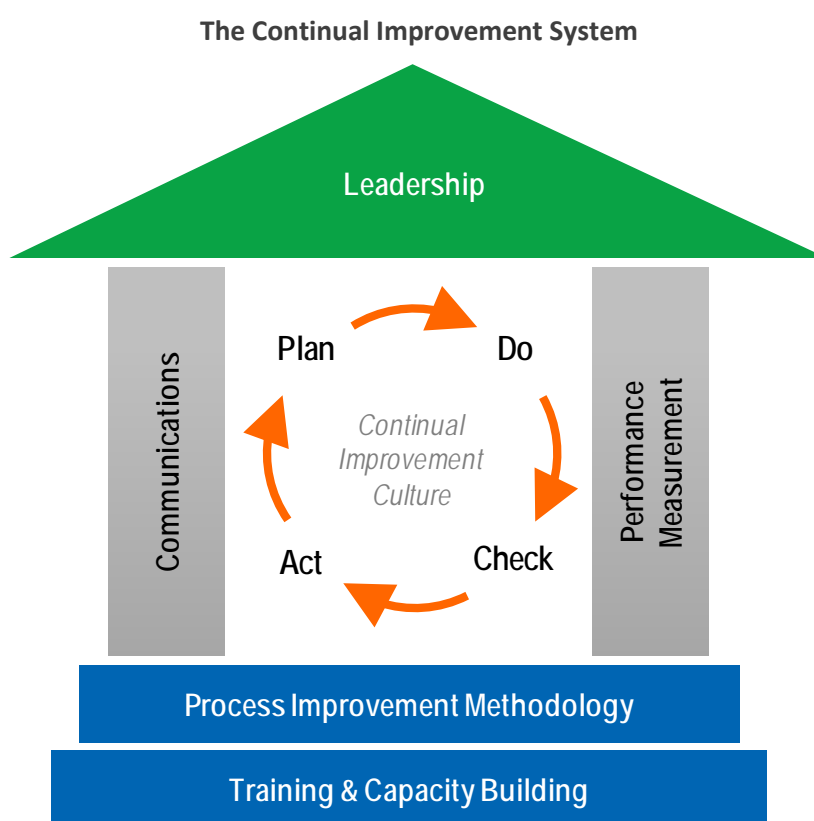 The Continual Improvement System
Leadership
Communications
Plan
Do
Continual
Improvement
Culture
Act
Check
Performance
Measurement
Process Improvement Methodology
Training & Capacity Building